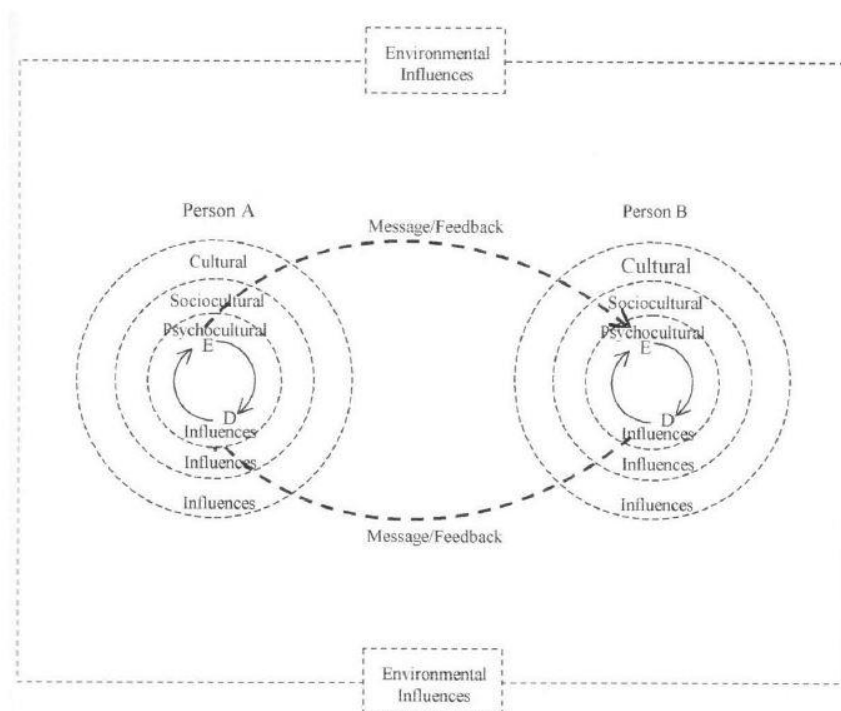 Environmental
Influences
Person A
Person B
Message/Feedback
Cultural
Cultural
Sociocultural
Sociocultural
Psychocultural
Psychocultural
E
E
D
D
Influences
Influences
Influences
Influences
Influences
Influences
Message/Feedback
Environmental
Influences